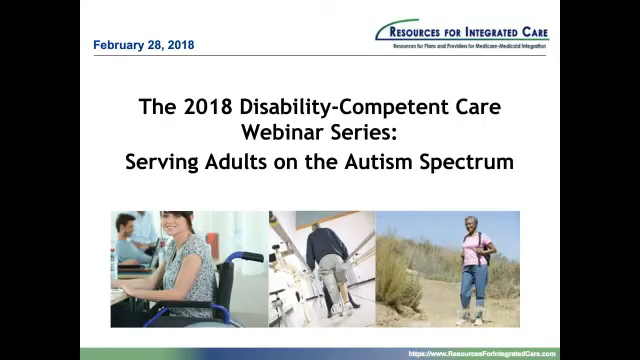 February 28, 2018
RESOURCES FOR INTEGRATED CARE
Resources for Plans and Providers for Medicare-Medicaid Integration
The 2018 Disability-Competent Care
Webinar Series:
Serving Adults on the Autism Spectrum
https://www.ResourcesForIntegratedCare.com